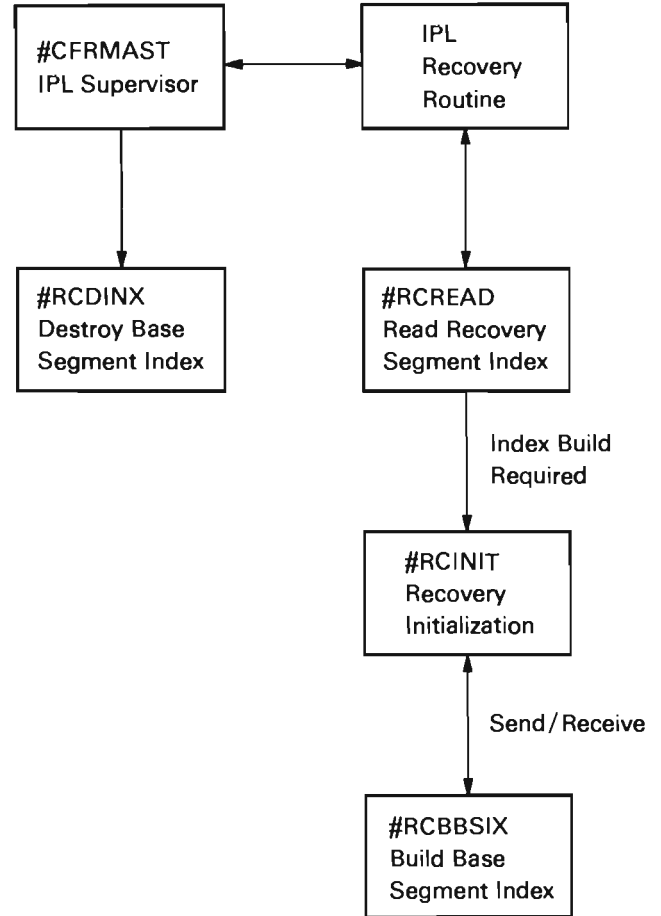 #CFRMAST
IPL Supervisor
IPL
Recovery
Routine
#RCDINX
Destroy Base
Segment Index
#RCREAD
Read Recovery
Segment Index
Index Build
Required
#RCINIT
Recovery
Initialization
Send/Receive
#RCBBSIX
Build Base
Segment Index